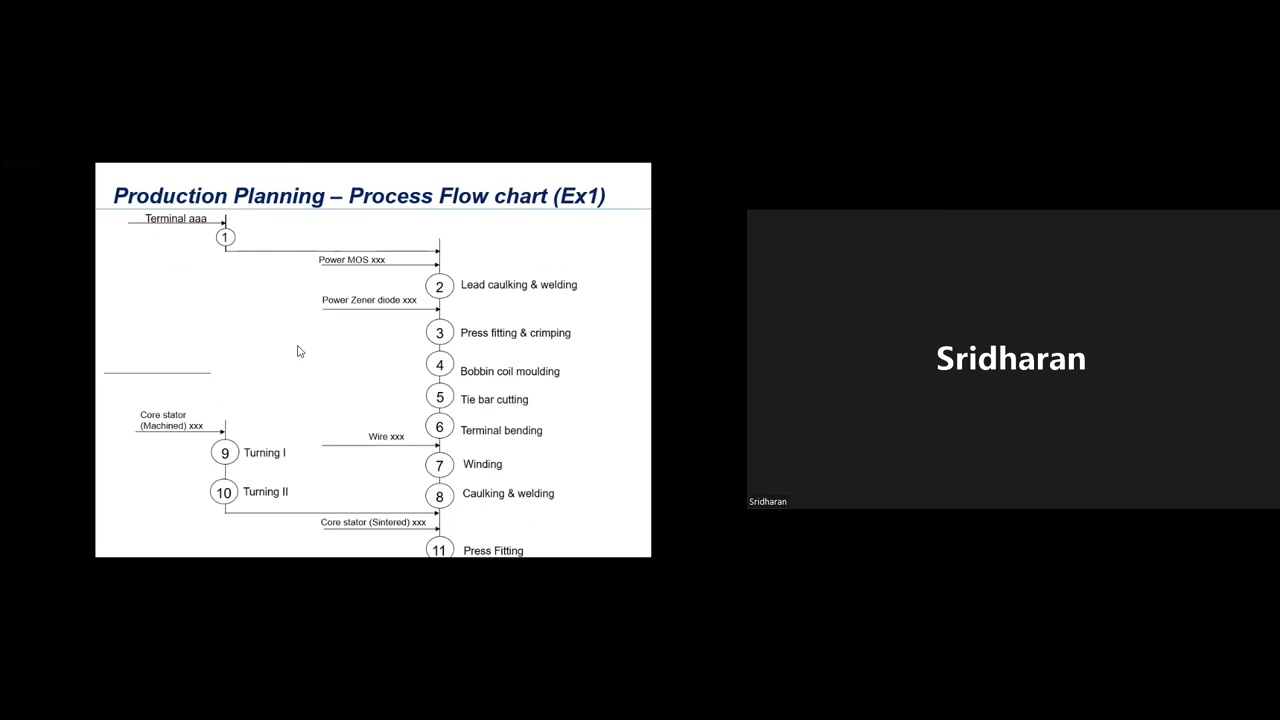 Production Planning – Process Flow chart (Ex1)
Terminal aaa
1
Power MOS xxx
2 Lead caulking & welding
Power Zener diode xxx
3 Press fitting & crimping
4 Bobbin coil moulding
5 Tie bar cutting
6 Terminal bending
Wire xxx
7 Winding
8 Caulking & welding
Core stator
(Machined) xxx
9 Turning I
10 Turning II
Core stator (Sintered) xxx
11 Press Fitting
Sridharan
Sridharan